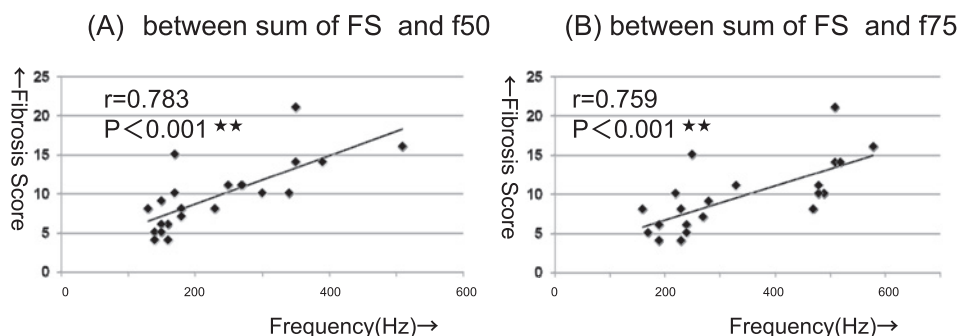 (A) between sum of FS and f50
(B) between sum of FS and f75
←Fibrosis Score
25
20
15
10
5
0
r=0.783
P＜0.001 ★★
0
200
400
600
Frequency(Hz)→
←Fibrosis Score
25
20
15
10
5
0
r=0.759
P＜0.001 ★★
0
200
400
600
Frequency(Hz)→